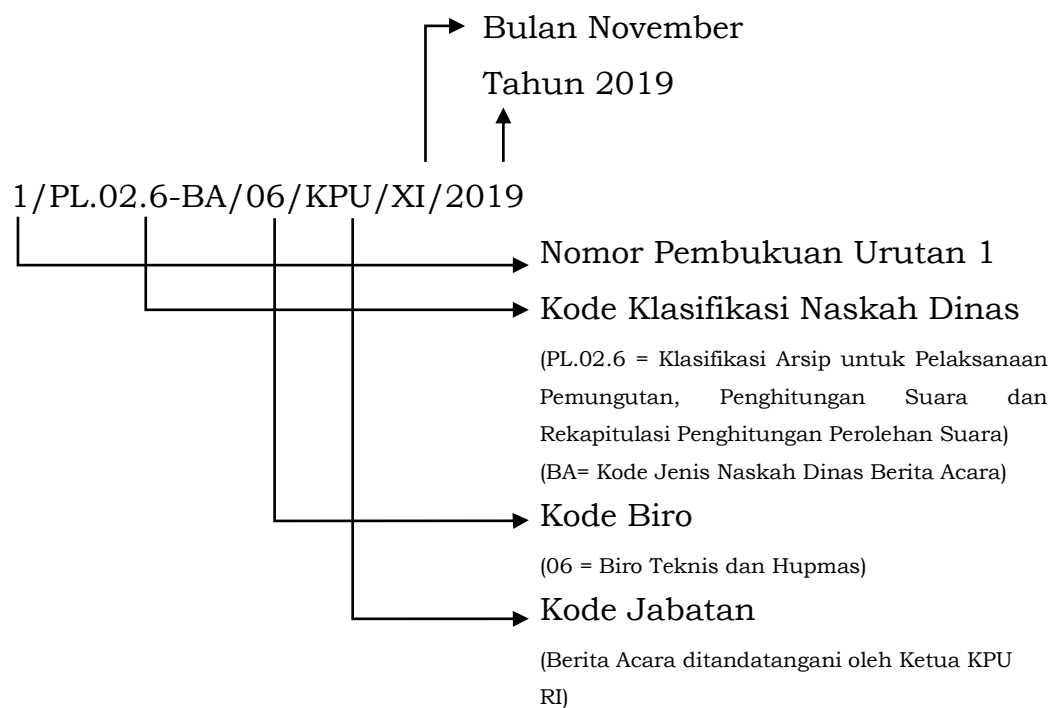 Bulan November
Tahun 2019
1/PL.02.6-BA/06/KPU/XI/2019
Nomor Pembukuan Urutan 1
Kode Klasifikasi Naskah Dinas
(PL.02.6 = Klasifikasi Arsip untuk Pelaksanaan
Pemungutan, Penghitungan Suara dan
Rekapitulasi Penghitungan Perolehan Suara)
(BA= Kode Jenis Naskah Dinas Berita Acara)
Kode Biro
(06 = Biro Teknis dan Hupmas)
Kode Jabatan
(Berita Acara ditandatangani oleh Ketua KPU
RI)